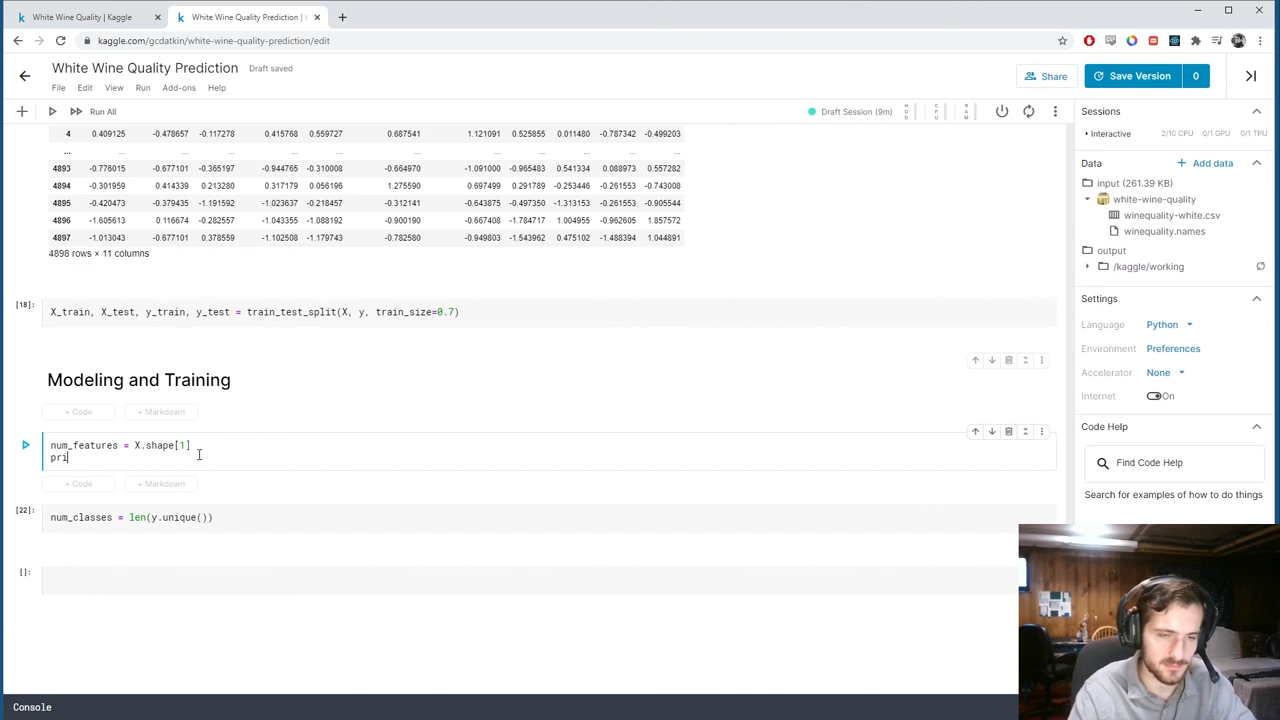 White Wine Quality | Kaggle
White Wine Quality Prediction |
kaggle.com/gcdatkin/white-wine-quality-prediction/edit
White Wine Quality Prediction Draft saved
File Edit View Run Add-ons Help
Share
Save Version 0
Run All
Draft Session (9m)
4 0.409125 -0.478657 -0.117278 0.415768 0.559727 0.687541 1.121091 0.525855 0.011480 -0.787342 -0.499203
... ... ... ... ... ... ... ... ... ... ... ...
4893 -0.776015 -0.677101 -0.365197 -0.944765 -0.310008 -0.664970 -1.091000 -0.965483 0.541334 0.088973 0.557282
4894 -0.301959 0.414339 0.213280 0.317179 0.056196 1.275590 0.697499 0.291789 -0.253446 -0.261553 -0.743008
4895 -0.420473 -0.379435 -1.191592 -1.023637 -0.218457 -0.312141 -0.643875 -0.497500 1.313153 -0.261553 -0.905544
4896 -1.605613 0.116674 -0.282557 -1.043355 -1.088192 -0.900190 -0.667408 -1.784717 1.004955 -0.962605 1.857572
4897 -1.013043 -0.677101 0.378559 -1.102508 -1.179743 -0.782580 -0.949803 -1.543962 0.475102 -1.488394 1.044891
4898 rows × 11 columns
[18]:
X_train, X_test, y_train, y_test = train_test_split(X, y, train_size=0.7)
Modeling and Training
+ Code + Markdown
num_features = X.shape[1]
pri
+ Code + Markdown
[22]:
num_classes = len(y.unique())
[]:
Console
Sessions
Interactive 2/10 CPU 0/1 GPU 0/1 TPU
Data + Add data
input (261.39 KB)
white-wine-quality
winequality-white.csv
winequality.names
output
/kaggle/working
Settings
Language Python
Environment Preferences
Accelerator None
Internet On
Code Help
Find Code Help
Search for examples of how to do things